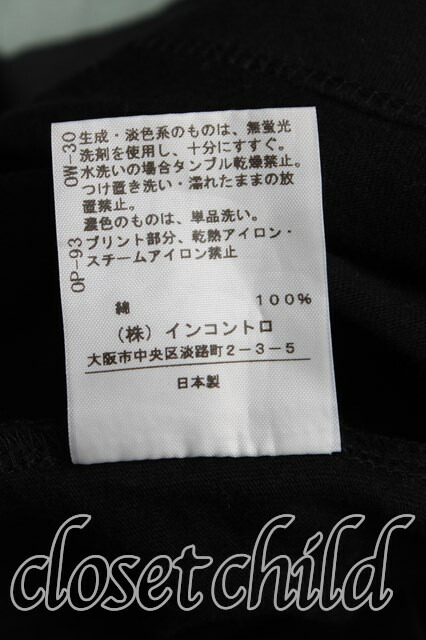 OW-30
生成・淡色系のものは、無蛍光
洗剤を使用し、十分にすすぐ。
水洗いの場合タンブル乾燥禁止。
つけ置き洗い・濡れたままの放
置禁止。
濃色のものは、単品洗い。
OP-93
プリント部分、乾熱アイロン・
スチームアイロン禁止
綿 100%
(株) インコントロ
大阪市中央区淡路町2-3-5
日本製
closet child